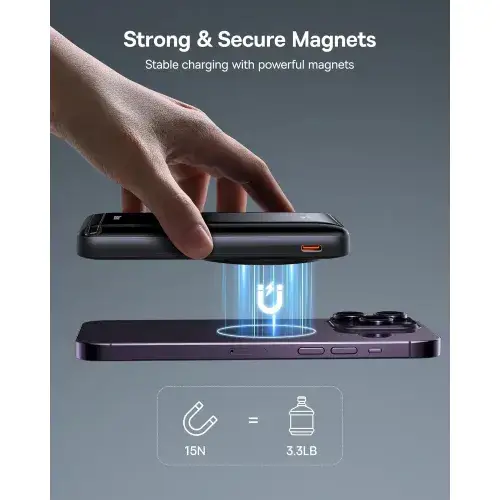 Strong & Secure Magnets
Stable charging with powerful magnets
=
15N
3.3LB